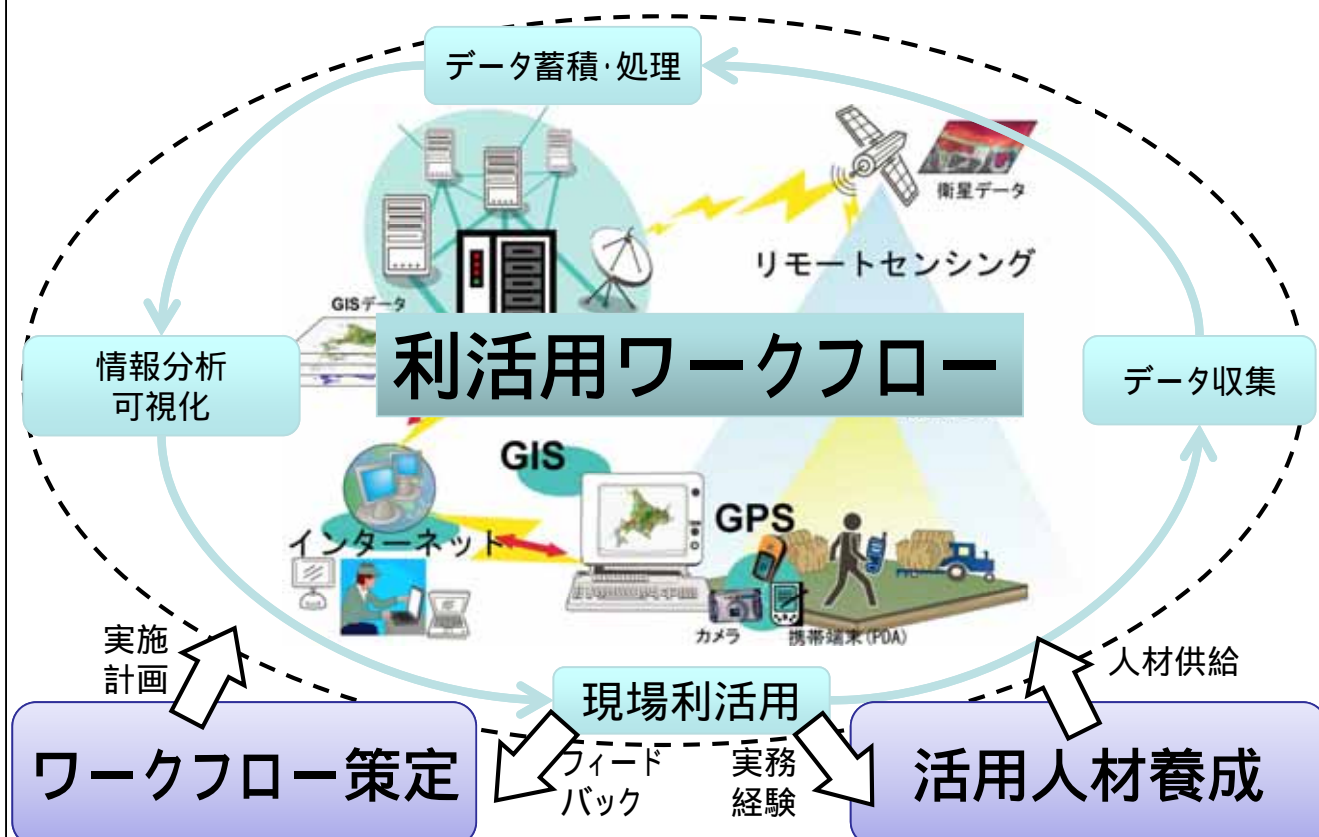 データ蓄積・処理
衛星データ
リモートセンシング
GISデータ
利活用ワークフロー
情報分析
可視化
データ収集
GIS
GPS
インターネット
カメラ
携帯端末(PDA)
実施
計画
人材供給
現場利活用
ワークフロー策定
フィード
バック
実務
経験
活用人材養成